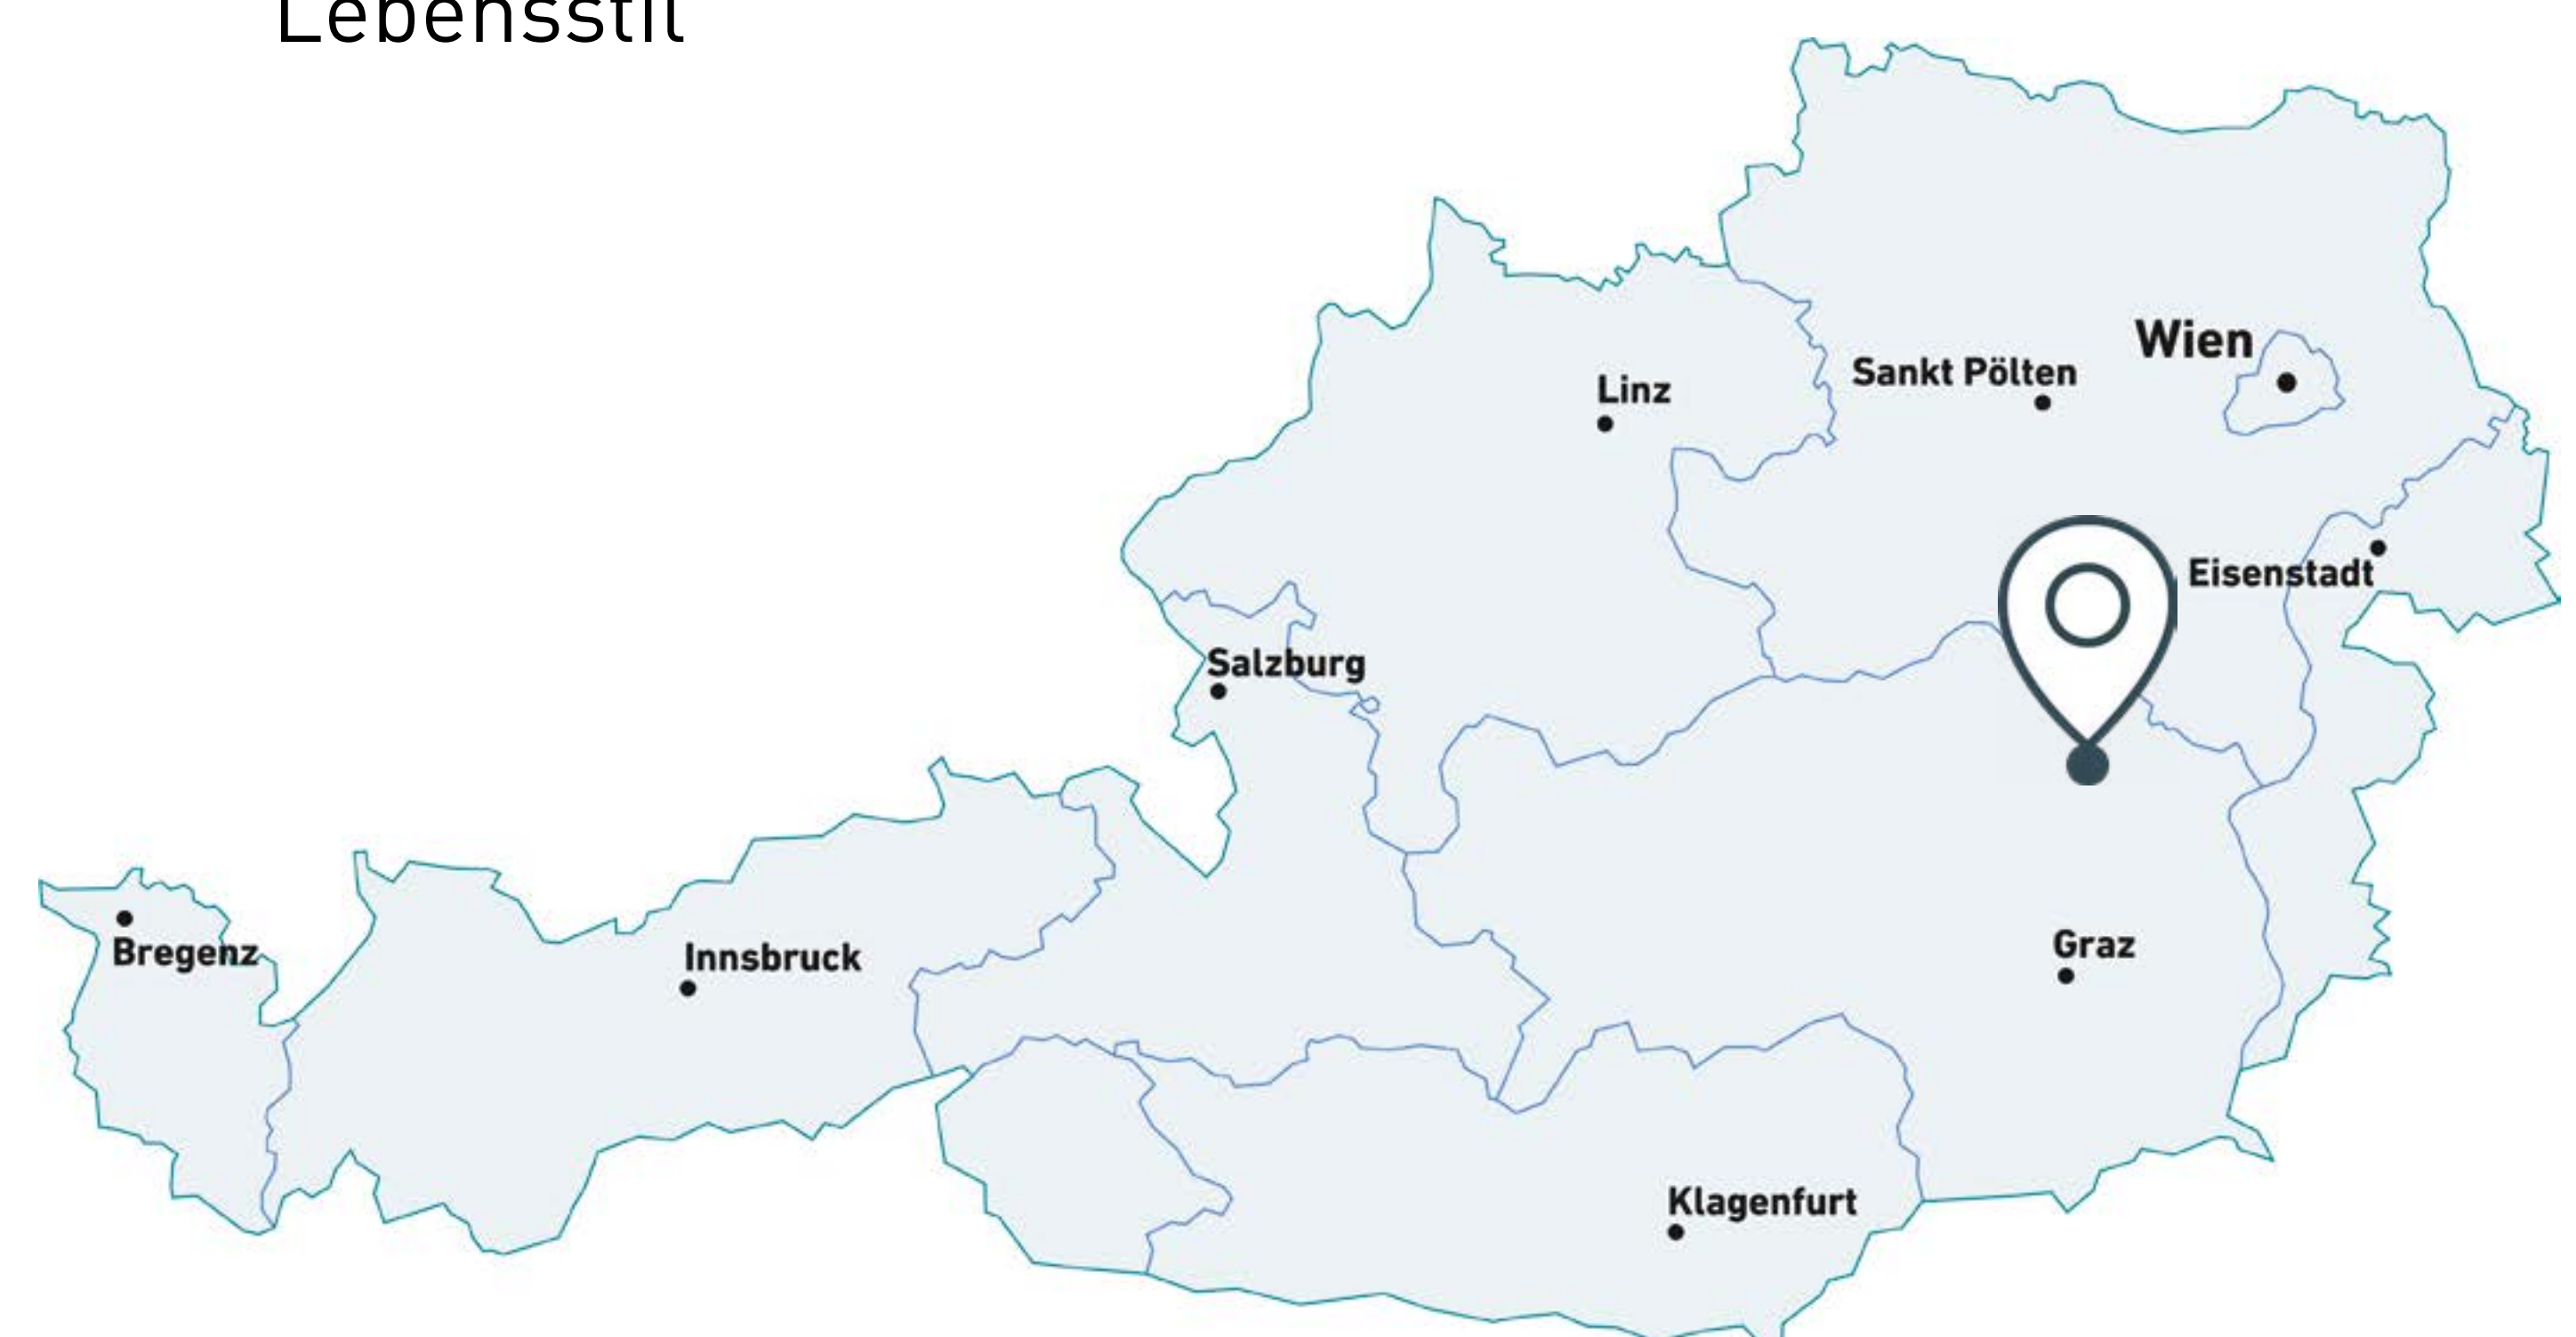 Lebensstil
Wien
Sankt Pölten
Linz
Eisenstadt
Salzburg
Graz
Bregenz
Innsbruck
Klagenfurt